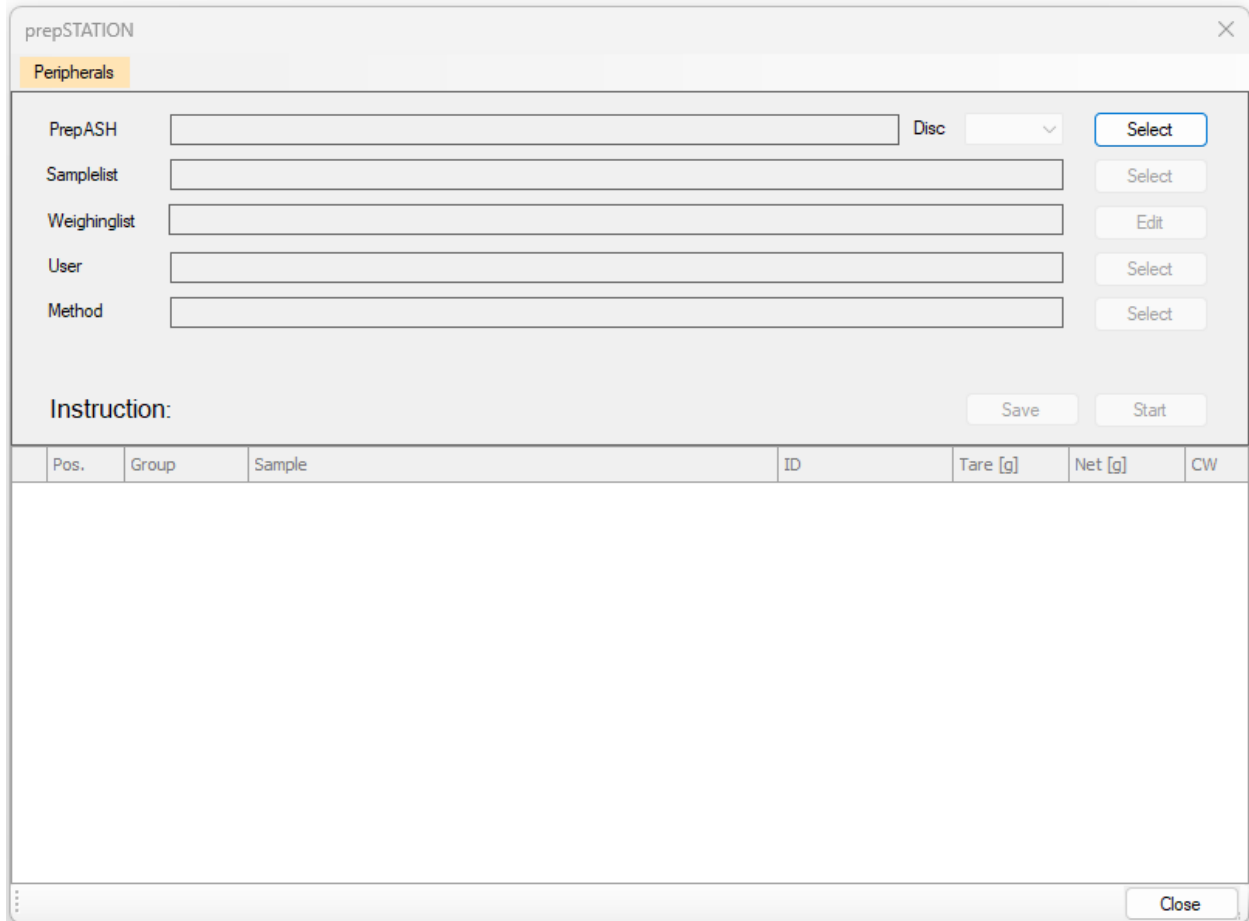 prepSTATION
Peripherals
PrepASH Disc Select
Samplelist Select
Weighinglist Edit
User Select
Method Select
Instruction: Save Start
Pos. Group Sample ID Tare [g] Net [g] CW
Close